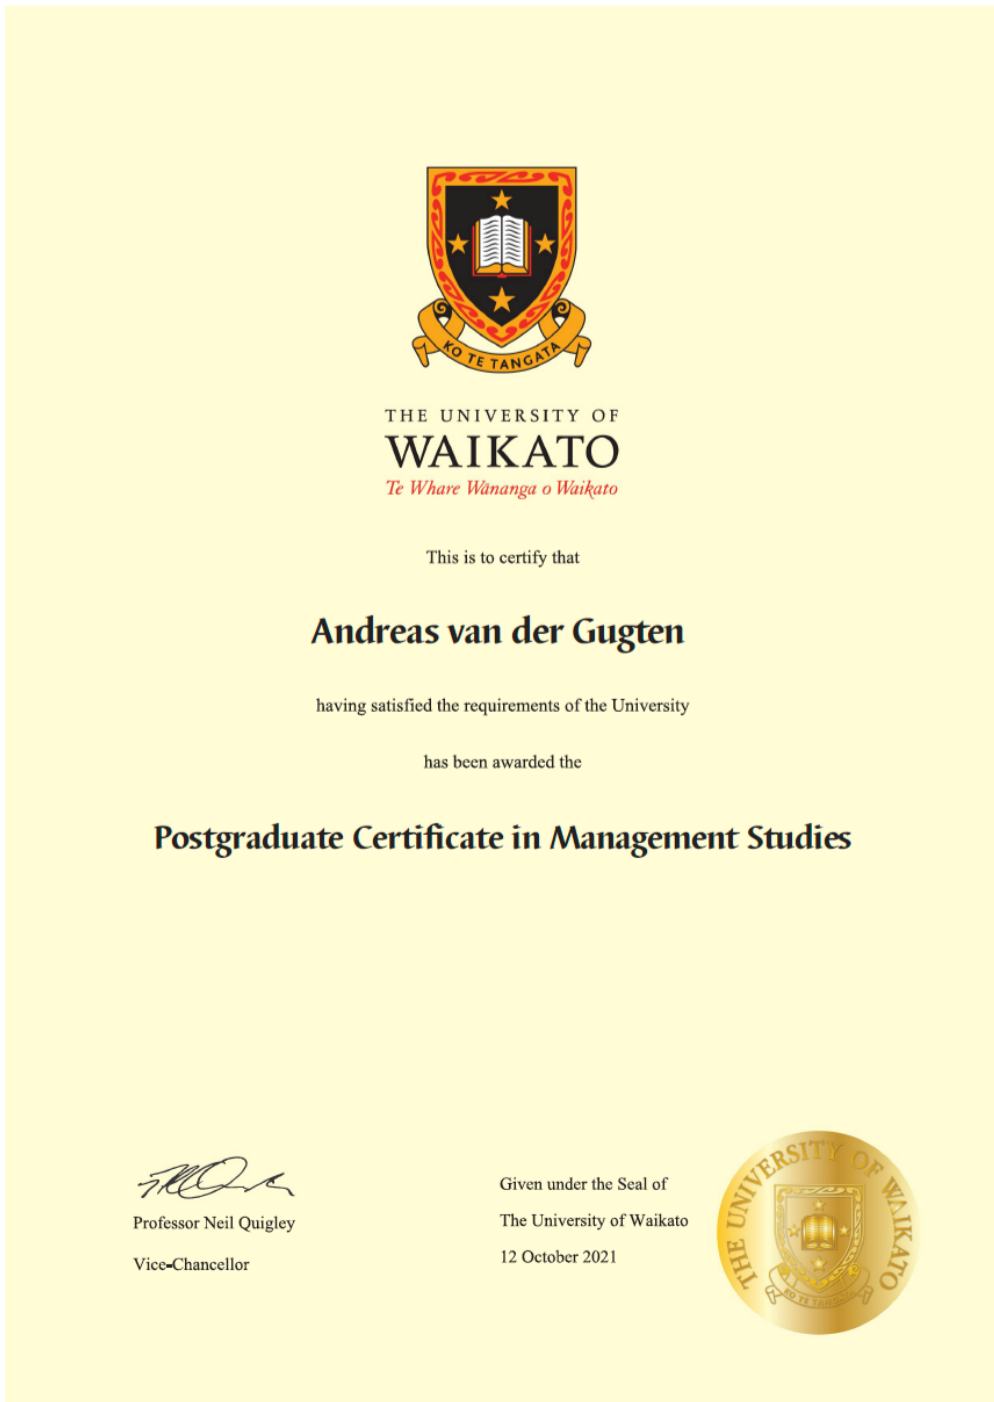 KO TE TANGATA
THE UNIVERSITY OF
WAIKATO
Te Whare Wānanga o Waikato
This is to certify that
Andreas van der Gugten
having satisfied the requirements of the University
has been awarded the
Postgraduate Certificate in Management Studies
Professor Neil Quigley
Vice-Chancellor
Given under the Seal of
The University of Waikato
12 October 2021
THE UNIVERSITY OF WAIKATO
KO TE TANGATA